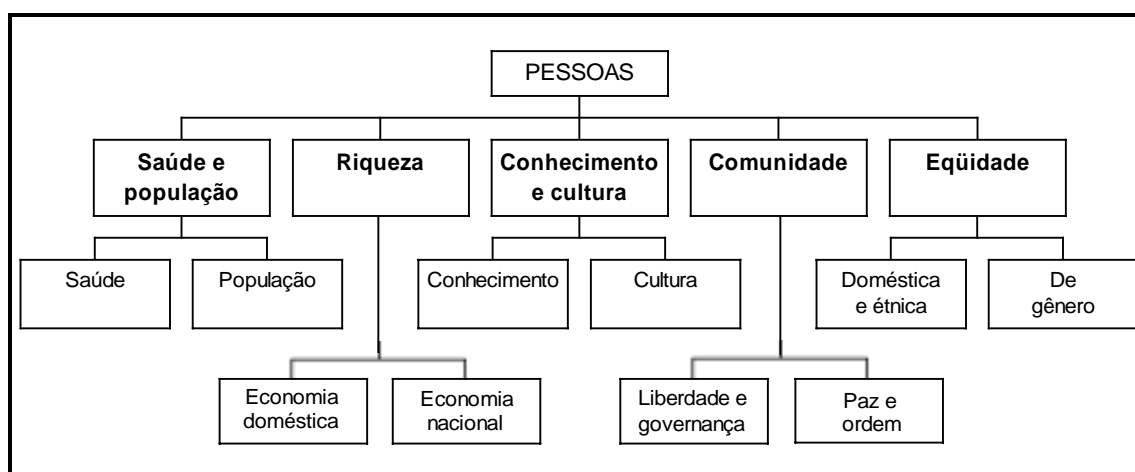 PESSOAS
Saúde e
população
Riqueza
Conhecimento
e cultura
Comunidade
Eqüidade
Saúde
População
Conhecimento
Cultura
Doméstica
e étnica
De
gênero
Economia
doméstica
Economia
nacional
Liberdade e
governança
Paz e
ordem